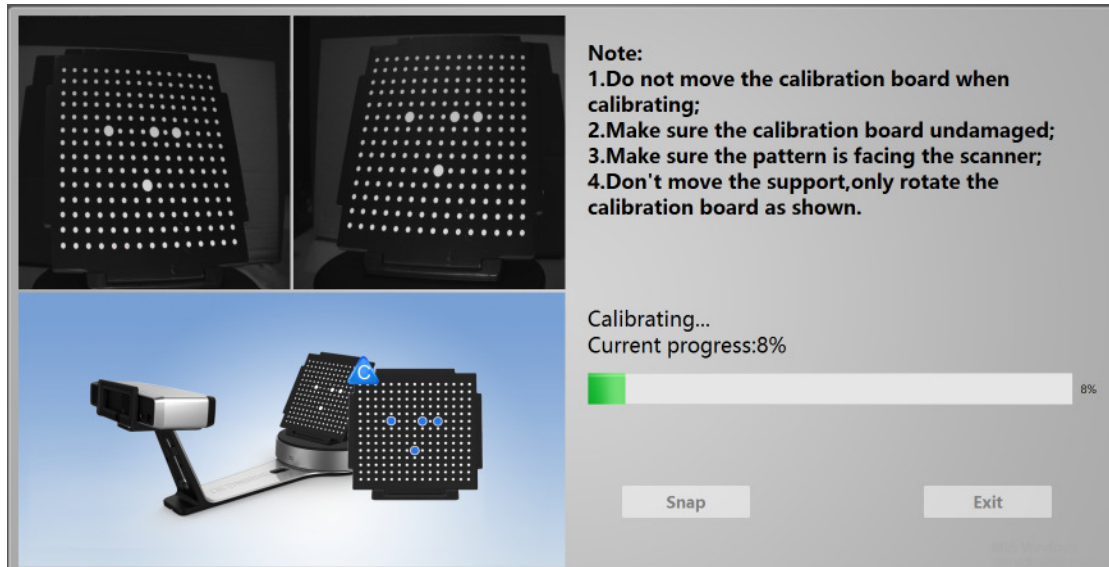 Note:
1.Do not move the calibration board when
calibrating;
2.Make sure the calibration board undamaged;
3.Make sure the pattern is facing the scanner;
4.Don't move the support,only rotate the
calibration board as shown.
Calibrating...
Current progress:8%
8%
C
Snap
Exit